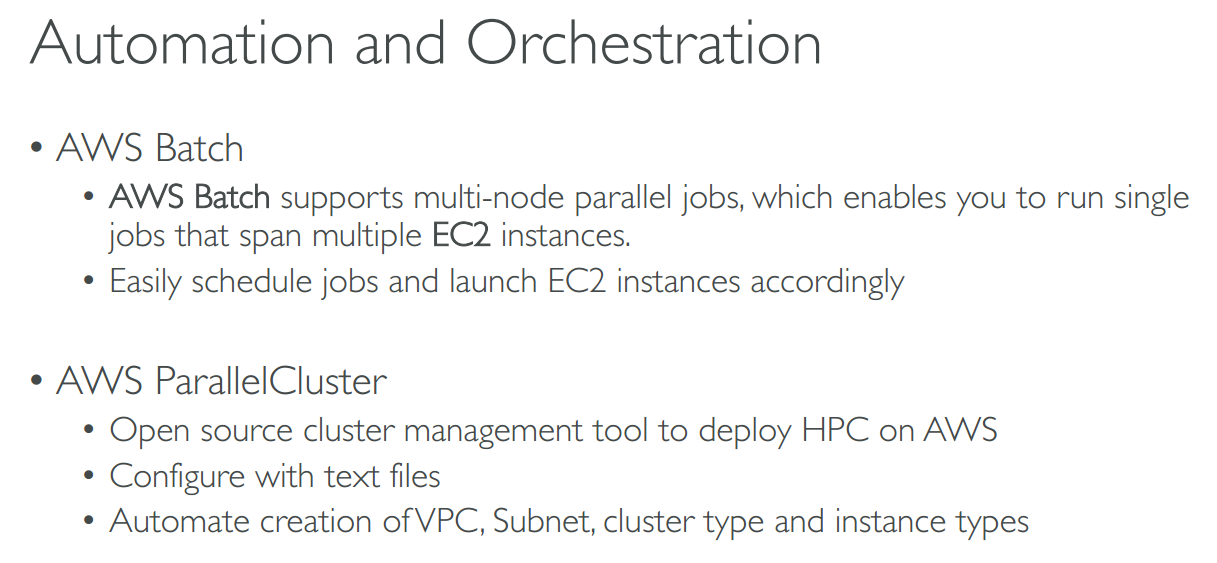 Automation and Orchestration
• AWS Batch
• AWS Batch supports multi-node parallel jobs, which enables you to run single
jobs that span multiple EC2 instances.
• Easily schedule jobs and launch EC2 instances accordingly
• AWS ParallelCluster
• Open source cluster management tool to deploy HPC on AWS
• Configure with text files
• Automate creation of VPC, Subnet, cluster type and instance types